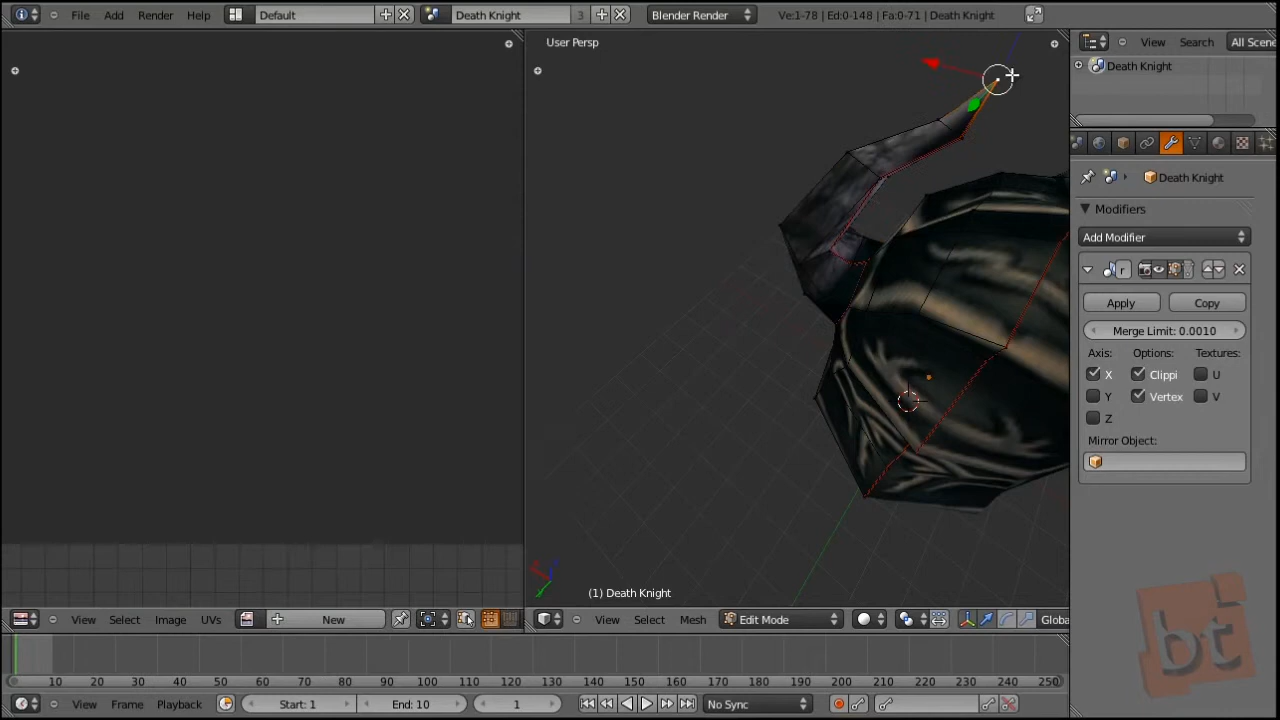 File Add Render Help Default Death Knight 3 Blender Render Ve:1-78 | Ed:0-148 | Fa:0-71 | Death Knight
User Persp
View Search All Scene
Death Knight
Death Knight
Modifiers
Add Modifier
r
Apply Copy
Merge Limit: 0.0010
Axis: Options: Textures:
X Clippi U
Y Vertex V
Z
Mirror Object:
(1) Death Knight
View Select Image UVs New View Select Mesh Edit Mode Globa
10 20 30 40 50 60 70 80 90 100 110 120 130 140 150 160 170 180 190 200 210 220 230 240 250
View Frame Playback Start: 1 End: 10 1 No Sync
bt